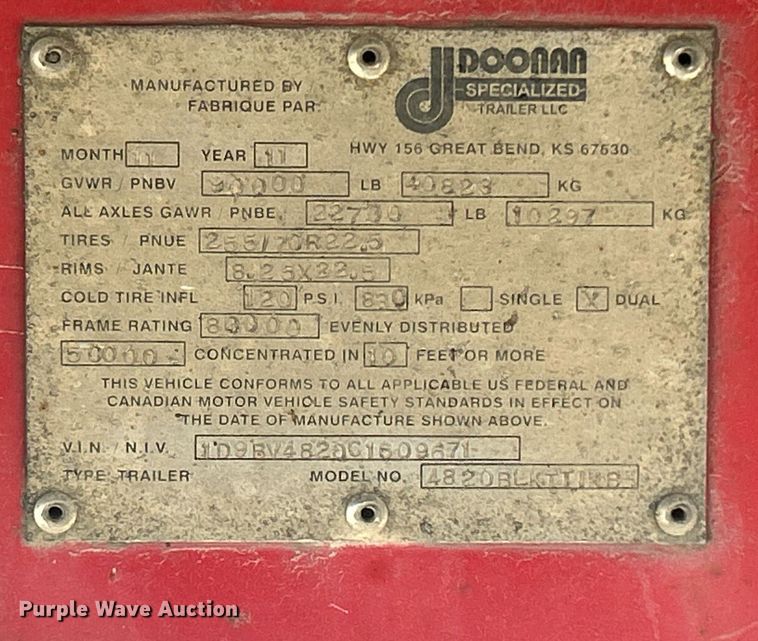 MANUFACTURED BY
FABRIQUE PAR:
DOONAN
SPECIALIZED
TRAILER LLC
HWY 156 GREAT BEND, KS 67530
MONTH 11 YEAR 11
GVWR / PNBV 90000 LB 40823 KG
ALL AXLES GAWR / PNBE 22700 LB 10297 KG
TIRES / PNUE 255/70R22.5
RIMS / JANTE 8.25X22.5
COLD TIRE INFL 120 P.S.I. 830 kPa SINGLE X DUAL
FRAME RATING 80000 EVENLY DISTRIBUTED
50000 CONCENTRATED IN 10 FEET OR MORE
THIS VEHICLE CONFORMS TO ALL APPLICABLE US FEDERAL AND
CANADIAN MOTOR VEHICLE SAFETY STANDARDS IN EFFECT ON
THE DATE OF MANUFACTURE SHOWN ABOVE.
V.I.N. / N.I.V.
TYPE: TRAILER MODEL NO.
Purple Wave Auction